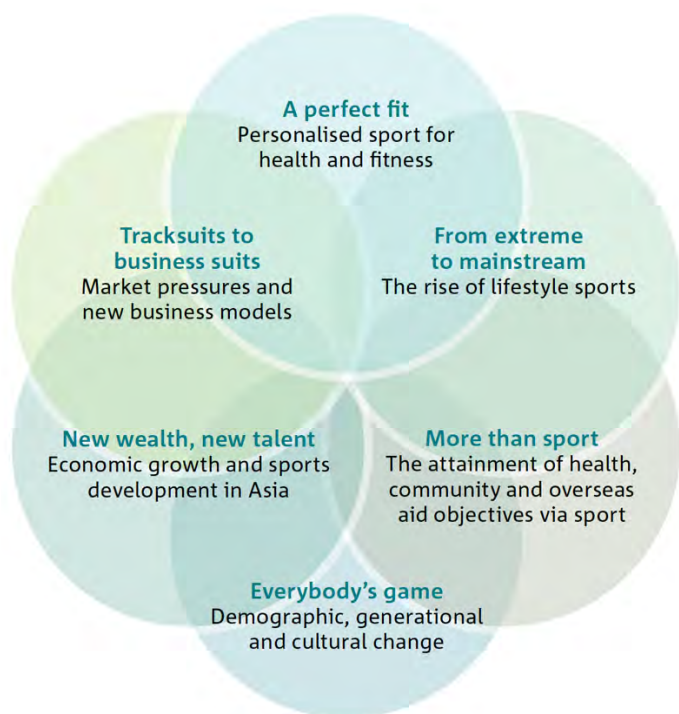 A perfect fit
Personalised sport for
health and fitness
Tracksuits to
business suits
Market pressures and
new business models
From extreme
to mainstream
The rise of lifestyle sports
New wealth, new talent
Economic growth and sports
development in Asia
More than sport
The attainment of health,
community and overseas
aid objectives via sport
Everybody’s game
Demographic, generational
and cultural change